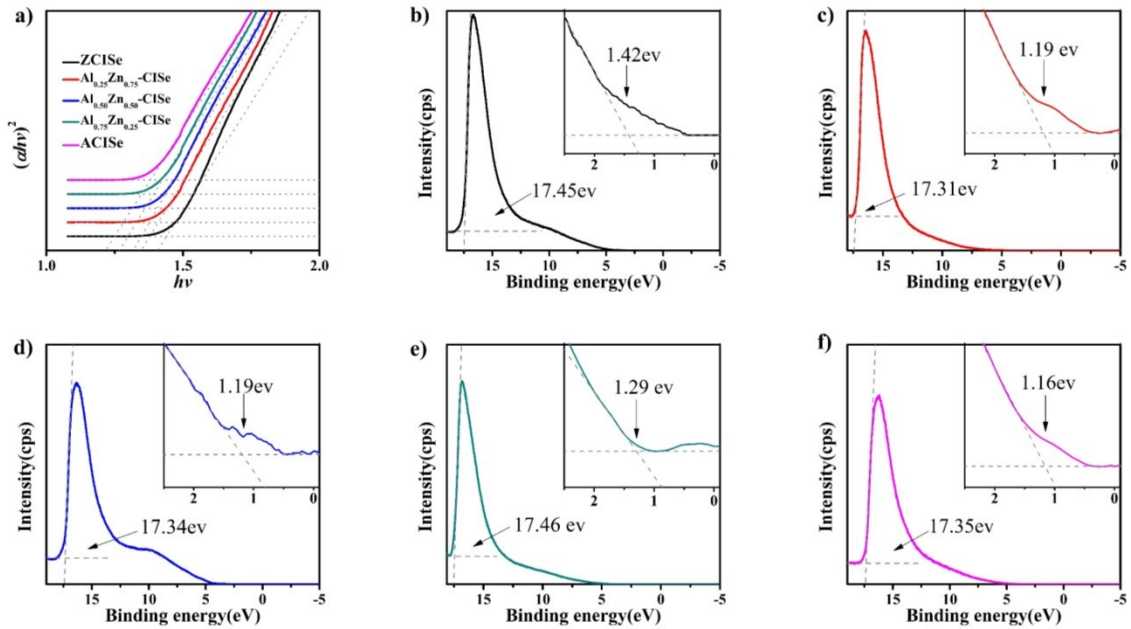 a)
(αhν)²
ZCISe
Al0.25Zn0.75-CISe
Al0.50Zn0.50-CISe
Al0.75Zn0.25-CISe
ACISe
1.0 1.5 2.0
hν
b)
Intensity(cps)
1.42ev
2 1 0
17.45ev
15 10 5 0 -5
Binding energy(eV)
c)
Intensity(cps)
1.19 ev
2 1 0
17.31ev
15 10 5 0 -5
Binding energy(eV)
d)
Intensity(cps)
1.19ev
2 1 0
17.34ev
15 10 5 0 -5
Binding energy(eV)
e)
Intensity(cps)
1.29 ev
2 1 0
17.46 ev
15 10 5 0 -5
Binding energy(eV)
f)
Intensity(cps)
1.16ev
2 1 0
17.35ev
15 10 5 0 -5
Binding energy(eV)